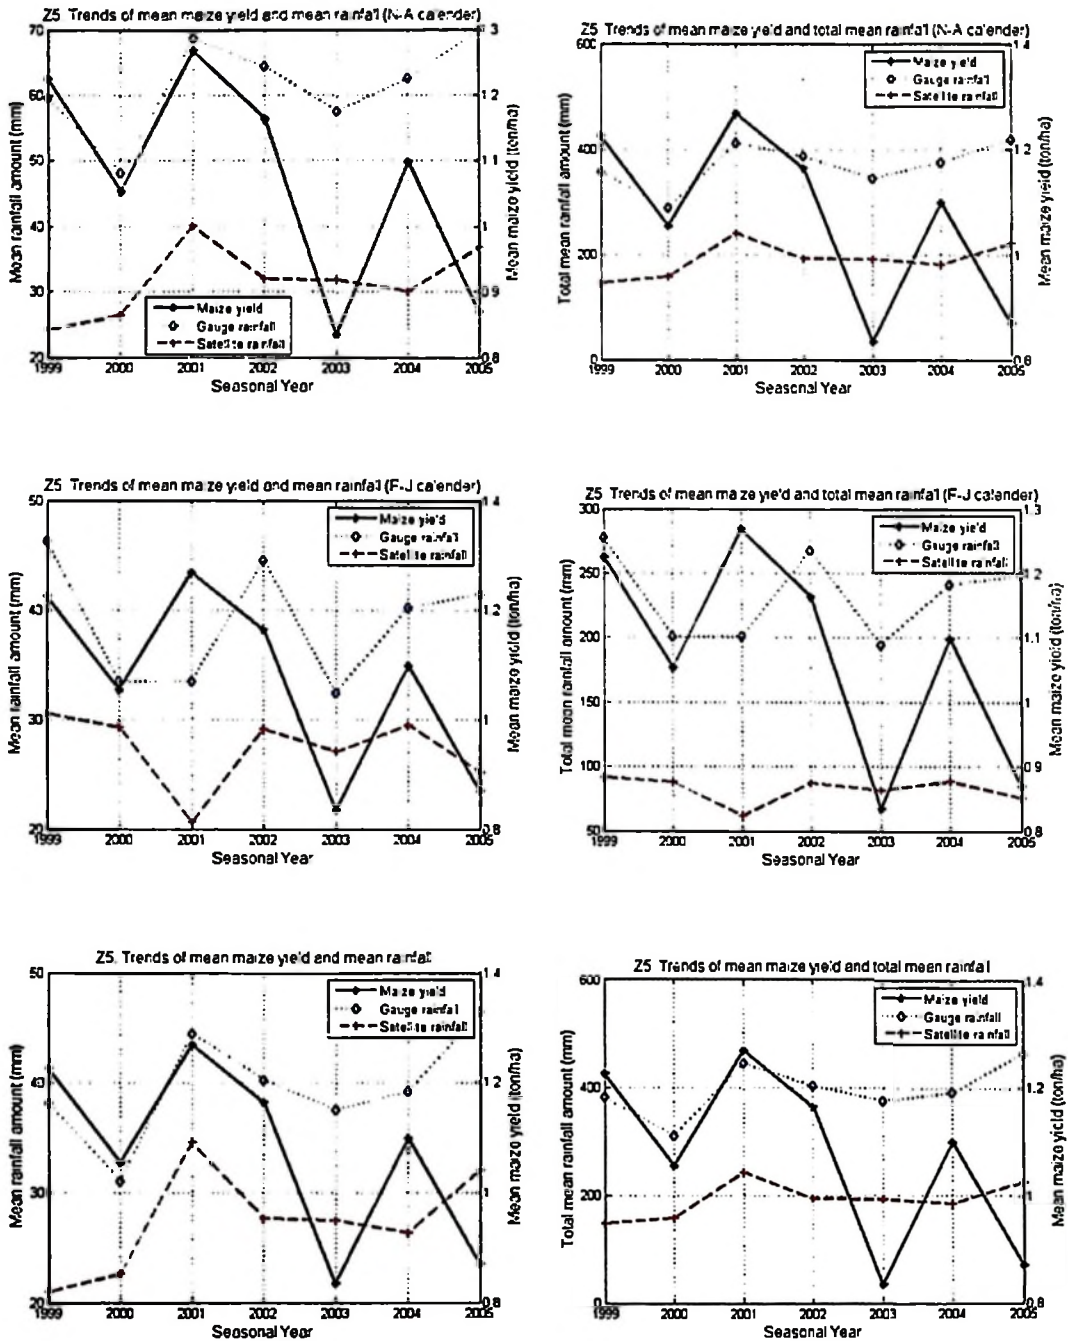 Z5 Trends of mean maize yield and mean rainfall (N-A calender)
70
60
50
40
30
20
Mean rainfall amount (mm)
1.3
1.2
1.1
1
0.9
0.8
Mean maize yield (ton/ha)
Maize yield
Gauge rainfall
Satellite rainfall
1999 2000 2001 2002 2003 2004 2005
Seasonal Year
Z5 Trends of mean maize yield and total mean rainfall (N-A calender)
600
400
200
0
Total mean rainfall amount (mm)
1.4
1.2
1
0.8
Mean maize yield (ton/ha)
Maize yield
Gauge rainfall
Satellite rainfall
1999 2000 2001 2002 2003 2004 2005
Seasonal Year
Z5 Trends of mean maize yield and mean rainfall (F-J calender)
50
40
30
20
Mean rainfall amount (mm)
1.4
1.2
1
0.8
Mean maize yield (ton/ha)
Maize yield
Gauge rainfall
Satellite rainfall
1999 2000 2001 2002 2003 2004 2005
Seasonal Year
Z5 Trends of mean maize yield and total mean rainfall (F-J calender)
300
250
200
150
100
50
Total mean rainfall amount (mm)
1.3
1.2
1.1
1
0.9
0.8
Mean maize yield (ton/ha)
Maize yield
Gauge rainfall
Satellite rainfall
1999 2000 2001 2002 2003 2004 2005
Seasonal Year
Z5. Trends of mean maize yield and mean rainfall
50
40
30
20
Mean rainfall amount (mm)
1.4
1.2
1
0.8
Mean maize yield (ton/ha)
Maize yield
Gauge rainfall
Satellite rainfall
1999 2000 2001 2002 2003 2004 2005
Seasonal Year
Z5 Trends of mean maize yield and total mean rainfall
600
400
200
0
Total mean rainfall amount (mm)
1.4
1.2
1
0.8
Mean maize yield (ton/ha)
Maize yield
Gauge rainfall
Satellite rainfall
1999 2000 2001 2002 2003 2004 2005
Seasonal Year